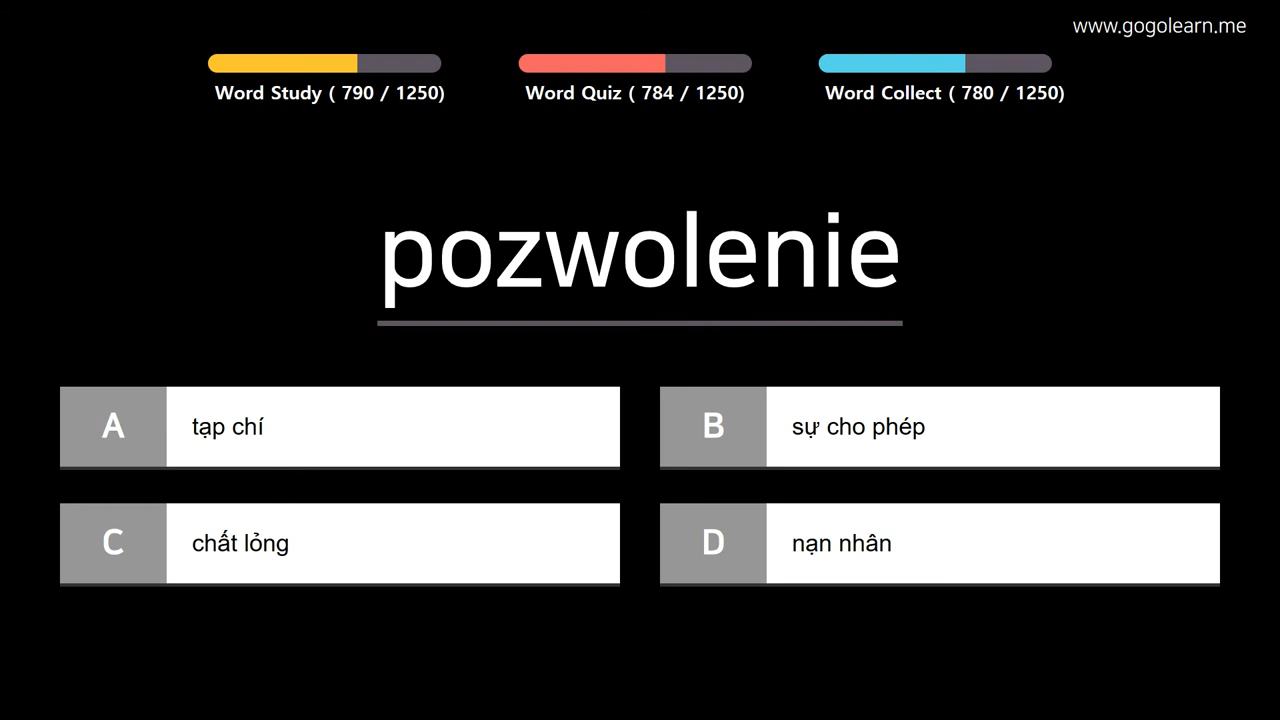 www.gogolearn.me
Word Study ( 790 / 1250)
Word Quiz ( 784 / 1250)
Word Collect ( 780 / 1250)
pozwolenie
A tạp chí
B sự cho phép
C chất lỏng
D nạn nhân